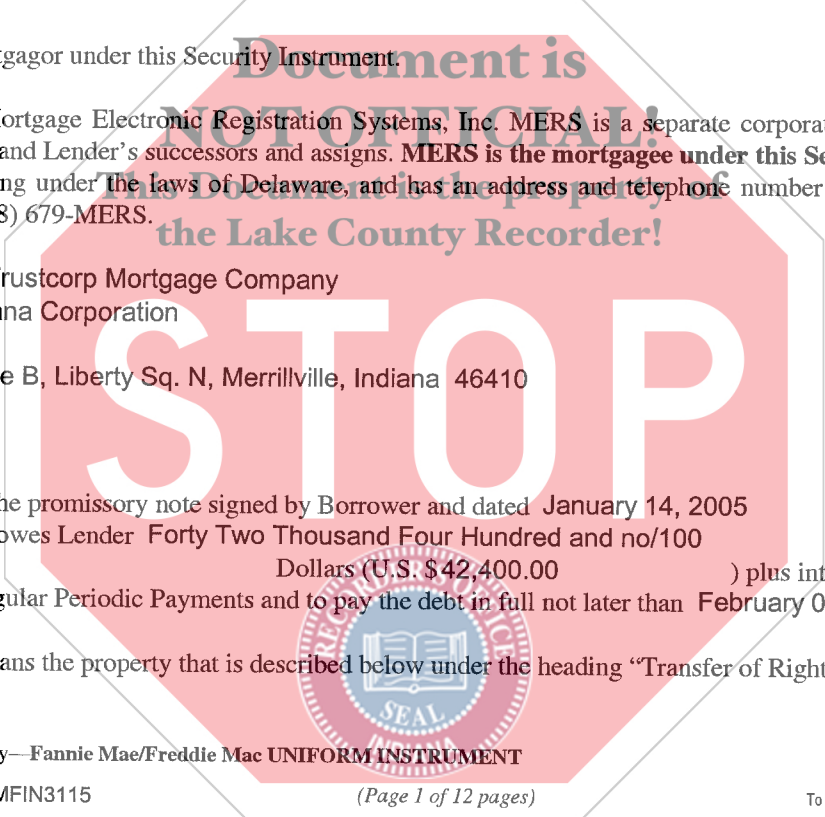 Document is
tgagor under this Security Instrument.
NOT OFFICIAL!
ortgage Electronic Registration Systems, Inc. MERS is a separate corporat
and Lender's successors and assigns. MERS is the mortgagee under this Se
This Document is the property of
ng under the laws of Delaware, and has an address and telephone number
8) 679-MERS.
the Lake County Recorder!
rustcorp Mortgage Company
na Corporation
STOP
e B, Liberty Sq. N, Merrillville, Indiana 46410
he promissory note signed by Borrower and dated January 14, 2005
owes Lender Forty Two Thousand Four Hundred and no/100
Dollars (U.S. $42,400.00 ) plus int
gular Periodic Payments and to pay the debt in full not later than February 0
RECORDER'S OFFICE
ans the property that is described below under the heading “Transfer of Right
SEAL
INDIANA
y—Fannie Mae/Freddie Mac UNIFORM INSTRUMENT
MFIN3115 (Page 1 of 12 pages) To